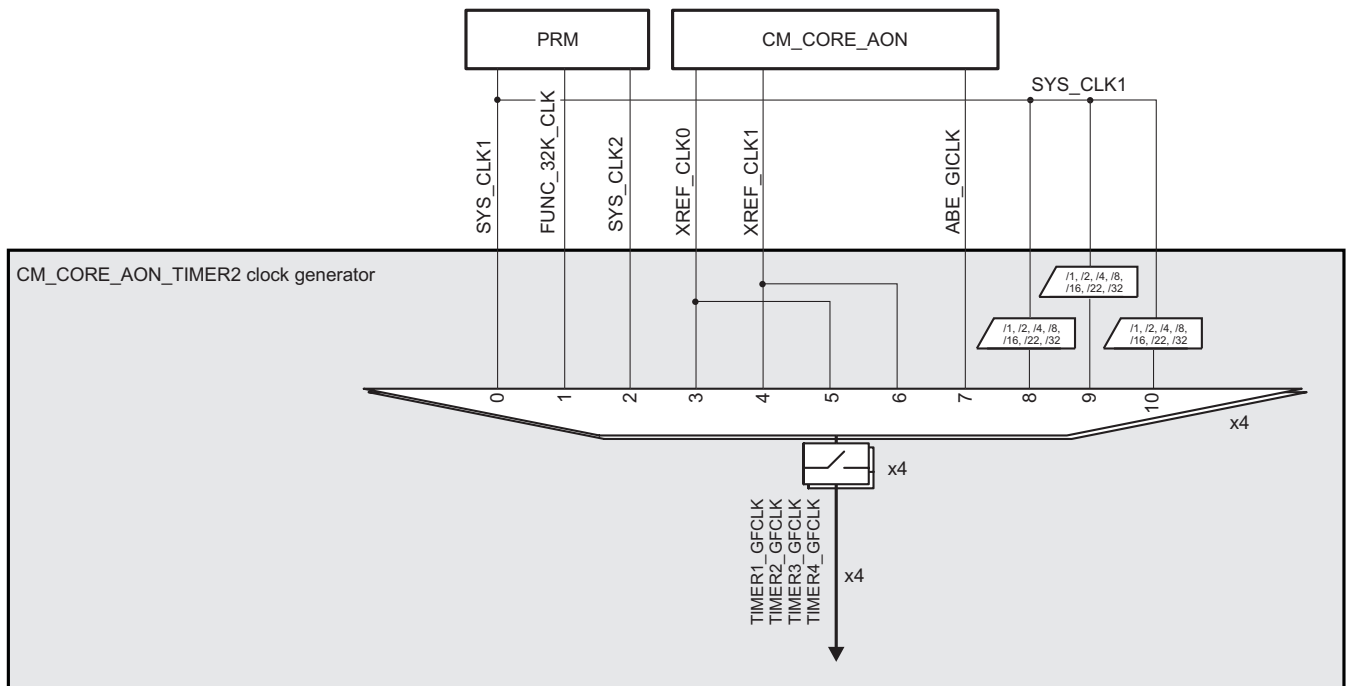 PRM
CM_CORE_AON
SYS_CLK1
SYS_CLK1
FUNC_32K_CLK
SYS_CLK2
XREF_CLK0
XREF_CLK1
ABE_GICLK
CM_CORE_AON_TIMER2 clock generator
/1, /2, /4, /8,
/16, /22, /32
/1, /2, /4, /8,
/16, /22, /32
/1, /2, /4, /8,
/16, /22, /32
0
1
2
3
4
5
6
7
8
9
10
x4
x4
TIMER1_GFCLK
TIMER2_GFCLK
TIMER3_GFCLK
TIMER4_GFCLK
x4